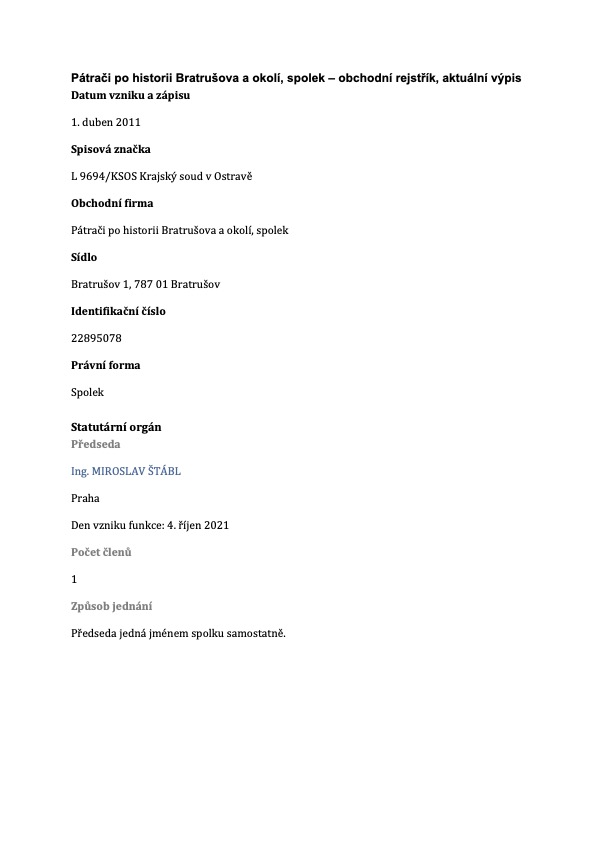 Pátrači po historii Bratrušova a okolí, spolek – obchodní rejstřík, aktuální výpis
Datum vzniku a zápisu
1. duben 2011
Spisová značka
L 9694/KSOS Krajský soud v Ostravě
Obchodní firma
Pátrači po historii Bratrušova a okolí, spolek
Sídlo
Bratrušov 1, 787 01 Bratrušov
Identifikační číslo
22895078
Právní forma
Spolek
Statutární orgán
Předseda
Ing. MIROSLAV ŠTÁBL
Praha
Den vzniku funkce: 4. říjen 2021
Počet členů
1
Způsob jednání
Předseda jedná jménem spolku samostatně.